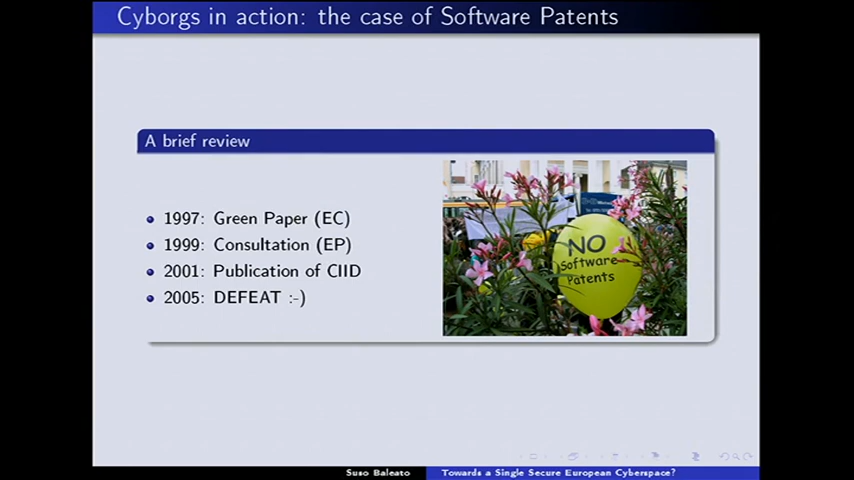 Cyborgs in action: the case of Software Patents
A brief review
1997: Green Paper (EC)
1999: Consultation (EP)
2001: Publication of CIID
2005: DEFEAT :-)
NO
Software
Patents
Suso Baleato
Towards a Single Secure European Cyberspace?